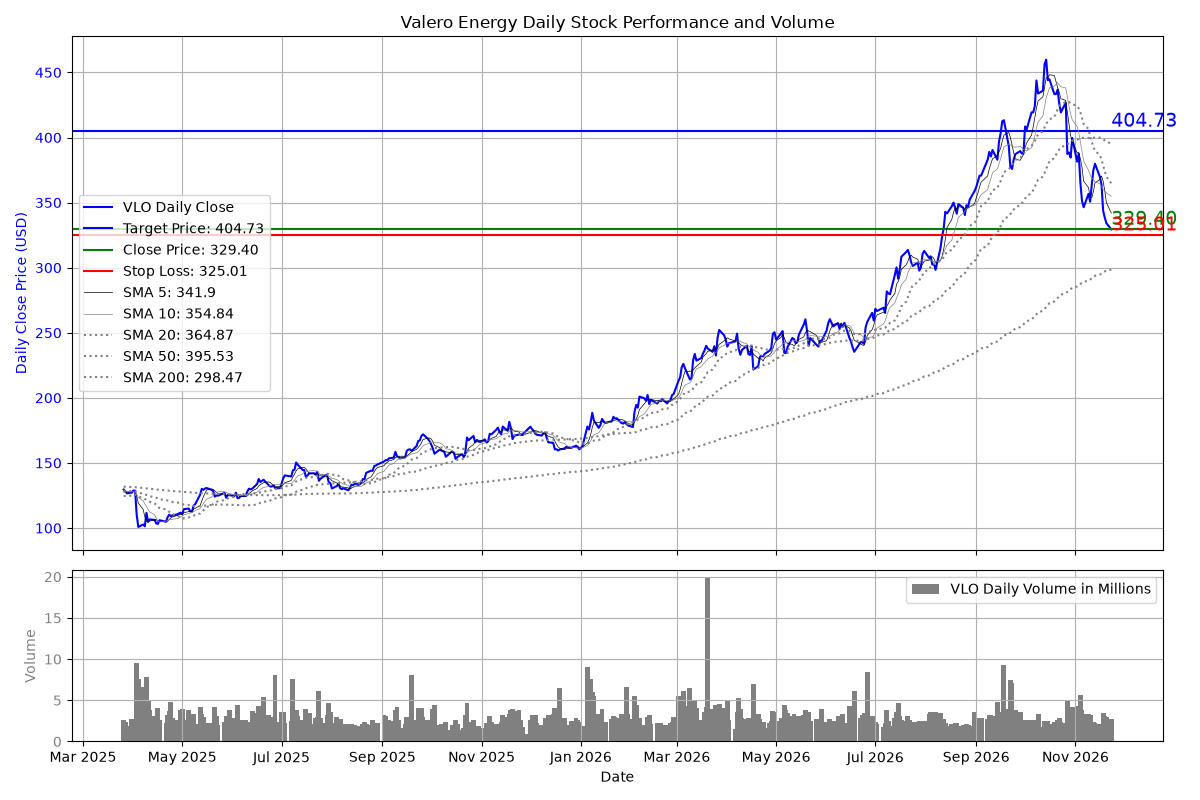 Valero Energy Daily Stock Performance and Volume
Daily Close Price (USD)
450
400
350
300
250
200
150
100
404.73
329.40
325.01
VLO Daily Close
Target Price: 404.73
Close Price: 329.40
Stop Loss: 325.01
SMA 5: 341.9
SMA 10: 354.84
SMA 20: 364.87
SMA 50: 395.53
SMA 200: 298.47
Volume
20
15
10
5
0
VLO Daily Volume in Millions
Mar 2025 May 2025 Jul 2025 Sep 2025 Nov 2025 Jan 2026 Mar 2026 May 2026 Jul 2026 Sep 2026 Nov 2026
Date